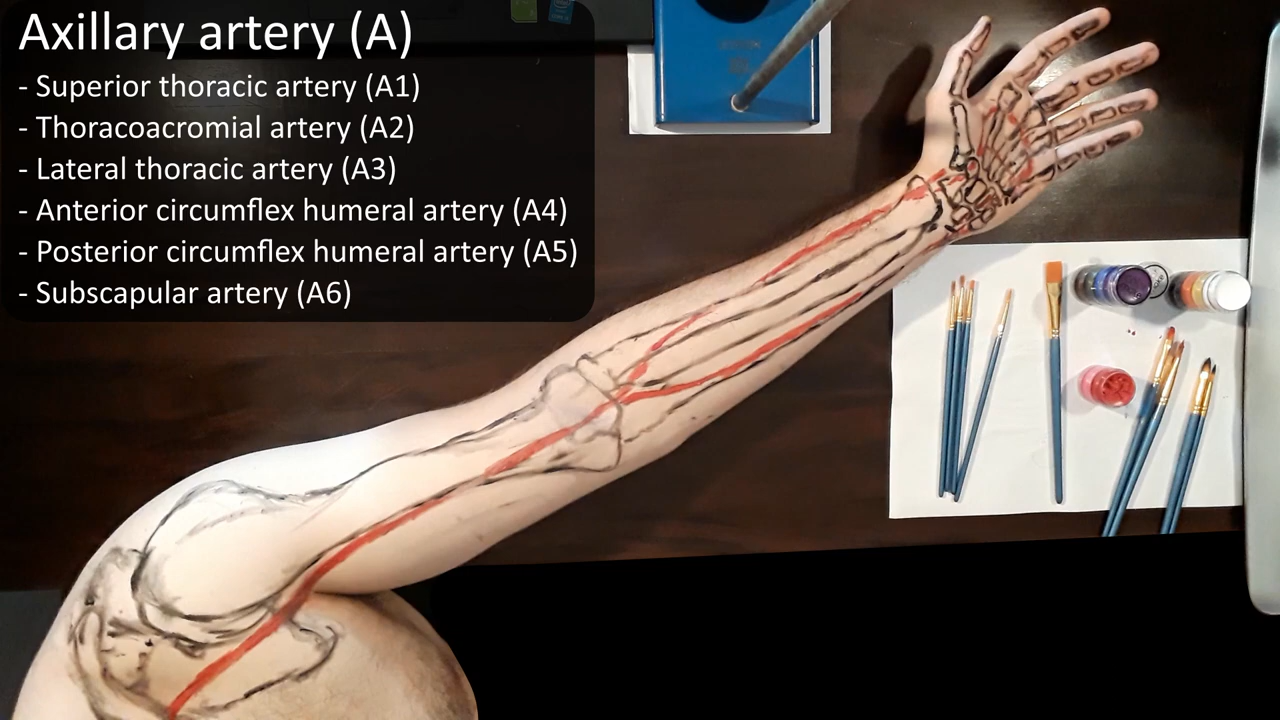 Axillary artery (A)
- Superior thoracic artery (A1)
- Thoracoacromial artery (A2)
- Lateral thoracic artery (A3)
- Anterior circumflex humeral artery (A4)
- Posterior circumflex humeral artery (A5)
- Subscapular artery (A6)